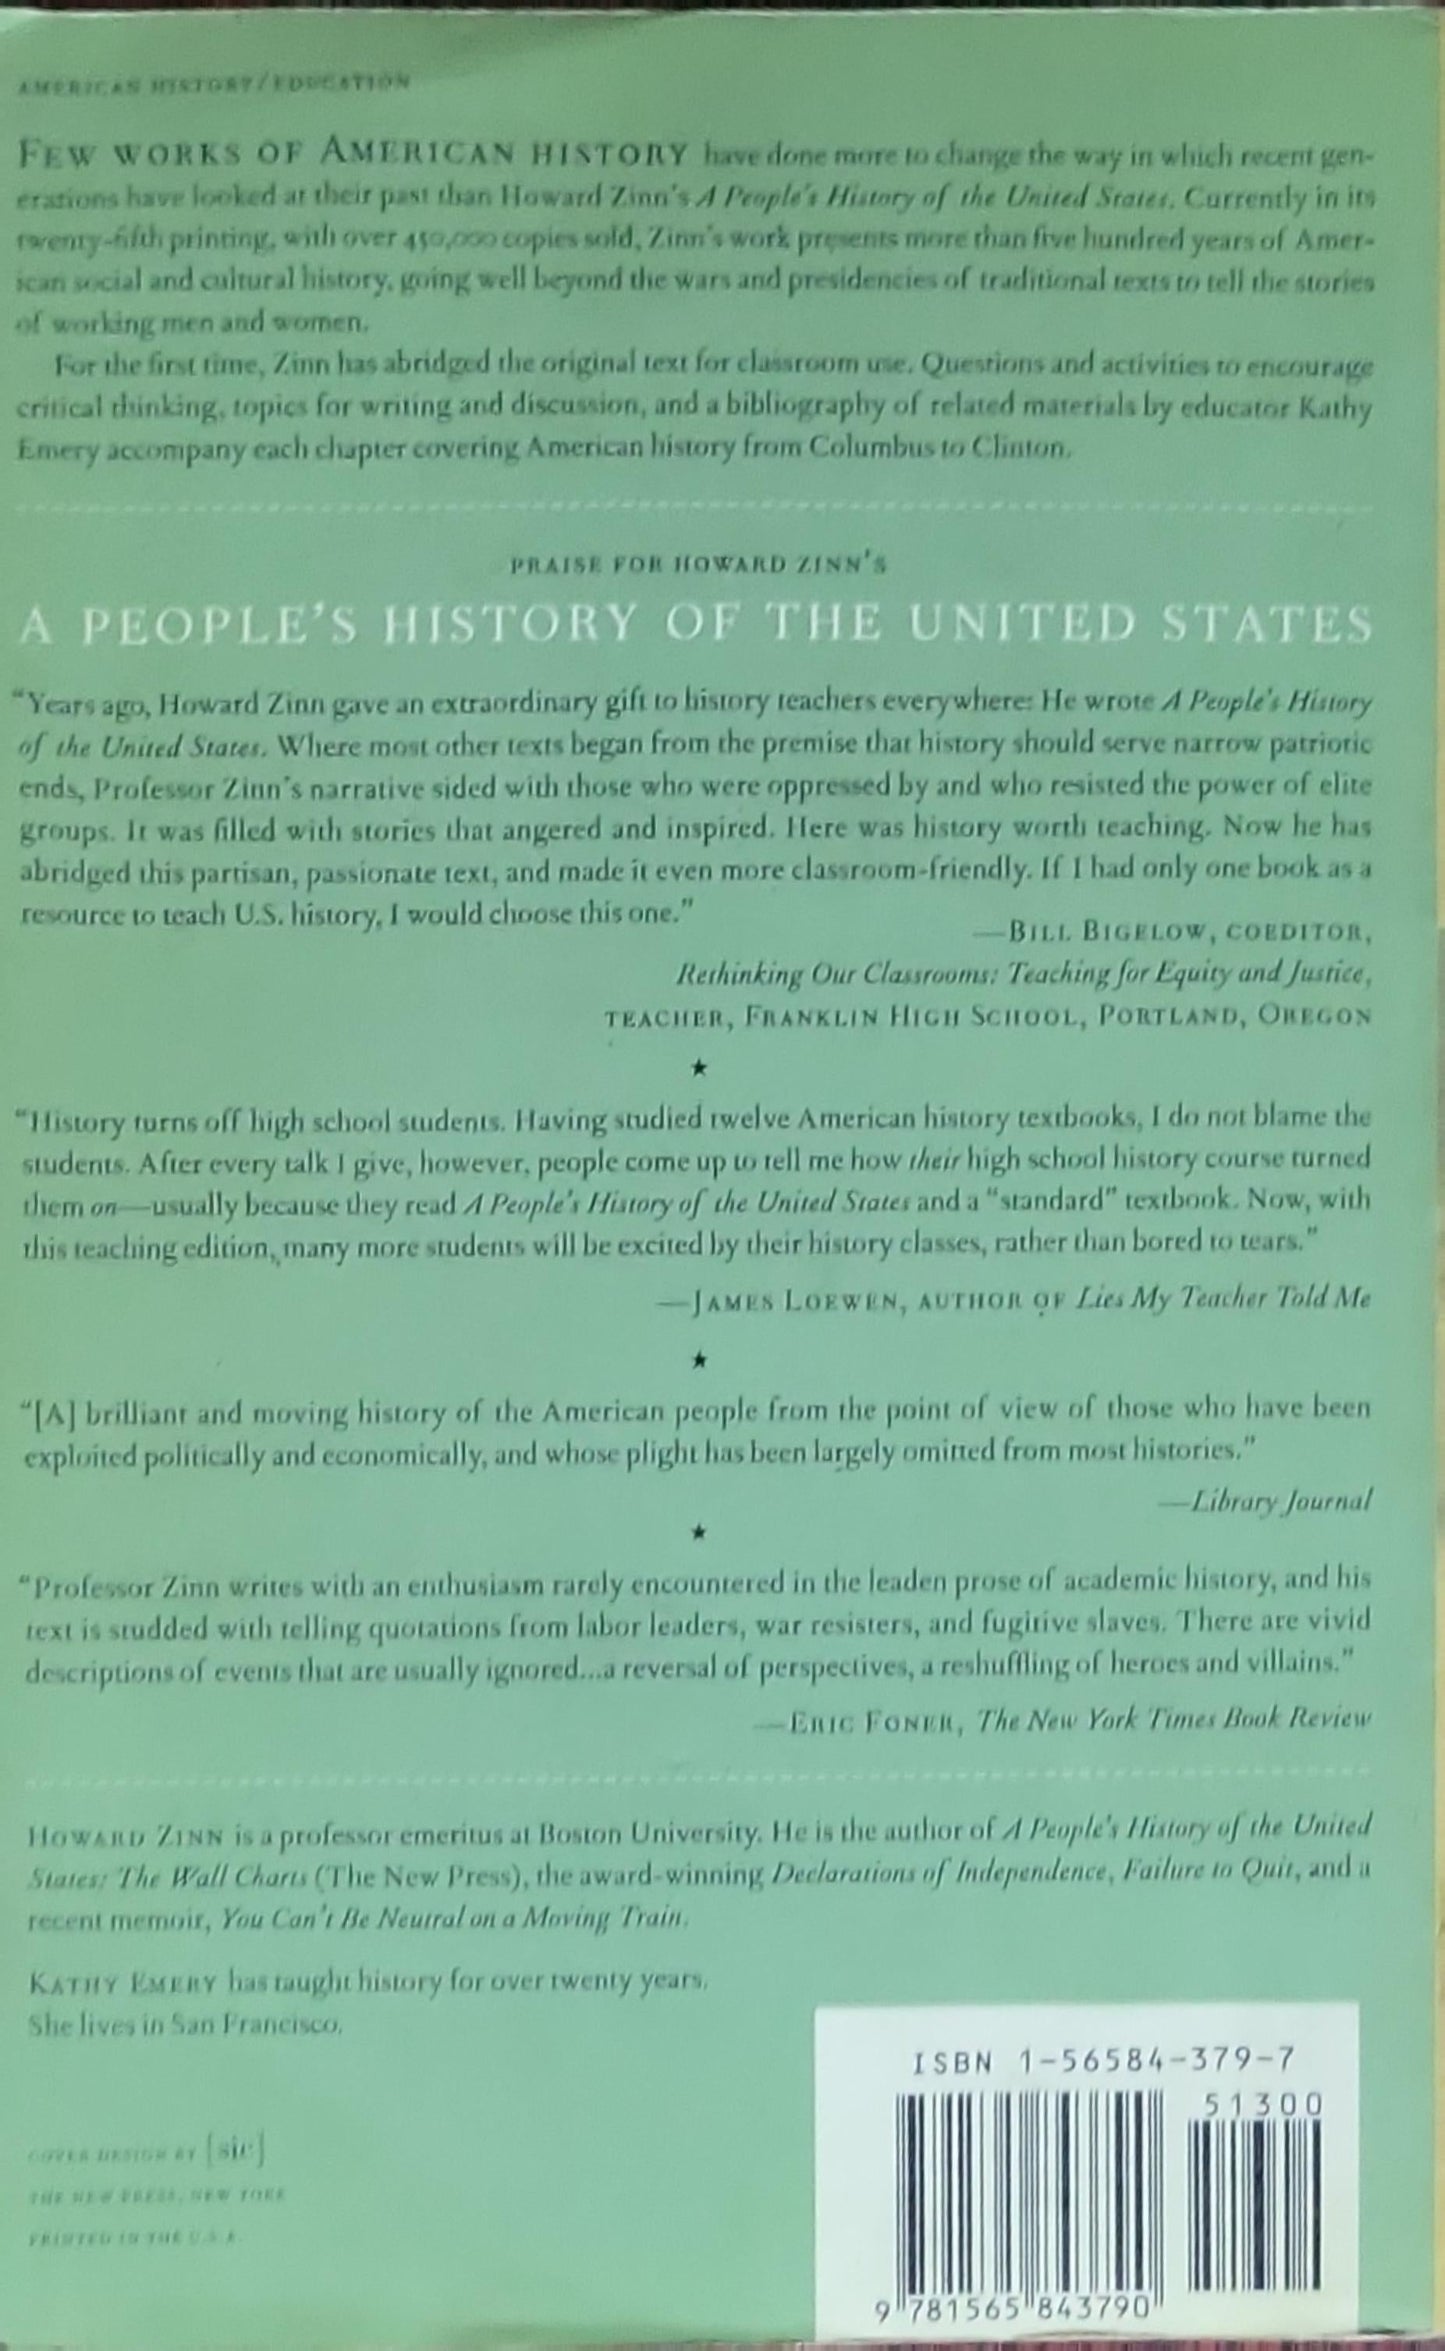 AMERICAN HISTORY/EDUCATION
FEW WORKS OF AMERICAN HISTORY have done more to change the way in which recent gen-
erations have looked at their past than Howard Zinn's A People's History of the United States. Currently in its
twenty-fifth printing, with over 450,000 copies sold, Zinn's work presents more than five hundred years of Amer-
ican social and cultural history, going well beyond the wars and presidencies of traditional texts to tell the stories
of working men and women.
For the first time, Zinn has abridged the original text for classroom use. Questions and activities to encourage
critical thinking, topics for writing and discussion, and a bibliography of related materials by educator Kathy
Emery accompany each chapter covering American history from Columbus to Clinton.
PRAISE FOR HOWARD ZINN'S
A PEOPLE'S HISTORY OF THE UNITED STATES
“Years ago, Howard Zinn gave an extraordinary gift to history teachers everywhere: He wrote A People's History
of the United States. Where most other texts began from the premise that history should serve narrow patriotic
ends, Professor Zinn's narrative sided with those who were oppressed by and who resisted the power of elite
groups. It was filled with stories that angered and inspired. Here was history worth teaching. Now he has
abridged this partisan, passionate text, and made it even more classroom-friendly. If I had only one book as a
resource to teach U.S. history, I would choose this one.”
—BILL BIGELOW, COEDITOR,
Rethinking Our Classrooms: Teaching for Equity and Justice,
TEACHER, FRANKLIN HIGH SCHOOL, PORTLAND, OREGON
★
“History turns off high school students. Having studied twelve American history textbooks, I do not blame the
students. After every talk I give, however, people come up to tell me how their high school history course turned
them on—usually because they read A People's History of the United States and a “standard” textbook. Now, with
this teaching edition, many more students will be excited by their history classes, rather than bored to tears.”
—JAMES LOEWEN, AUTHOR OF Lies My Teacher Told Me
★
“[A] brilliant and moving history of the American people from the point of view of those who have been
exploited politically and economically, and whose plight has been largely omitted from most histories.”
—Library Journal
★
“Professor Zinn writes with an enthusiasm rarely encountered in the leaden prose of academic history, and his
text is studded with telling quotations from labor leaders, war resisters, and fugitive slaves. There are vivid
descriptions of events that are usually ignored...a reversal of perspectives, a reshuffling of heroes and villains.”
—ERIC FONER, The New York Times Book Review
HOWARD ZINN is a professor emeritus at Boston University. He is the author of A People's History of the United
States: The Wall Charts (The New Press), the award-winning Declarations of Independence, Failure to Quit, and a
recent memoir, You Can't Be Neutral on a Moving Train.
KATHY EMERY has taught history for over twenty years.
She lives in San Francisco.
COVER DESIGN BY [sic]
THE NEW PRESS, NEW YORK
PRINTED IN THE U.S.A.
ISBN 1-56584-379-7
51300
9 781565 843790